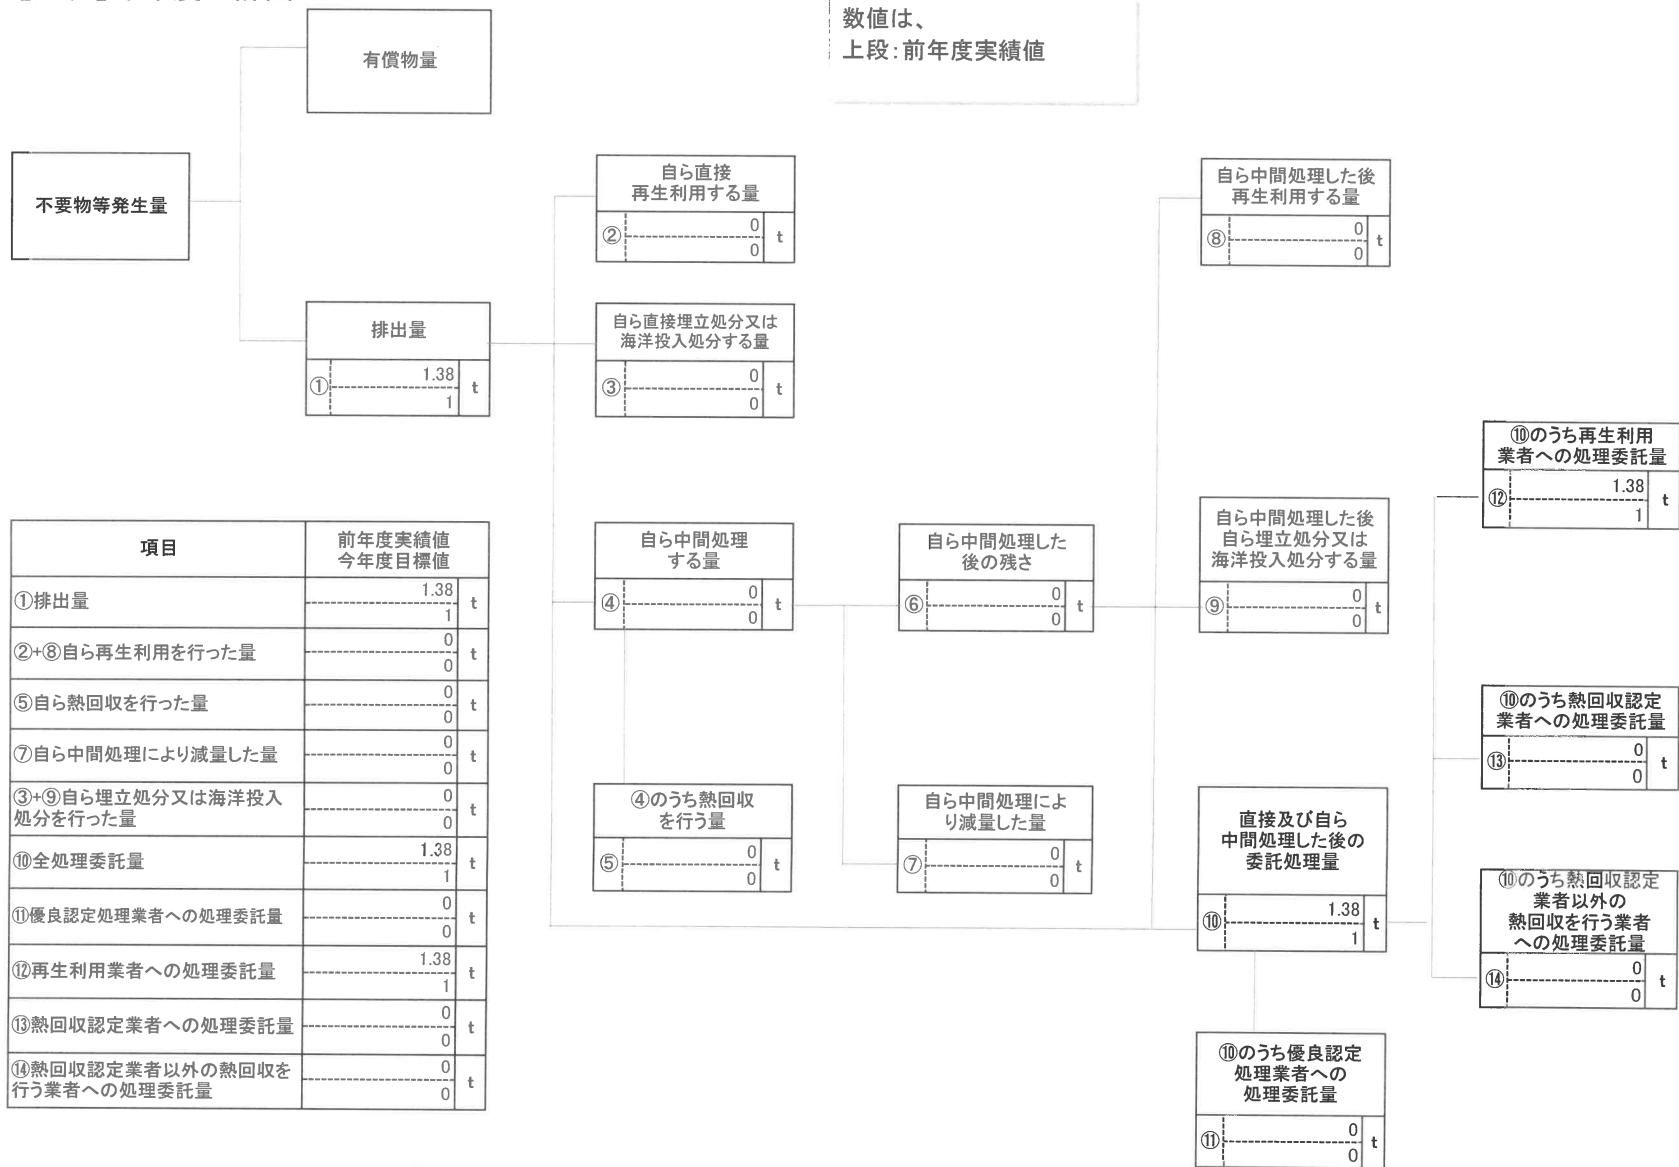 数値は、
上段:前年度実績値
有償物量
不要物等発生量
排出量
① 1.38 t
1
自ら直接
再生利用する量
② 0 t
0
自ら直接埋立処分又は
海洋投入処分する量
③ 0 t
0
自ら中間処理
する量
④ 0 t
0
④のうち熱回収
を行う量
⑤ 0 t
0
自ら中間処理した
後の残さ
⑥ 0 t
0
自ら中間処理によ
り減量した量
⑦ 0 t
0
自ら中間処理した後
再生利用する量
⑧ 0 t
0
自ら中間処理した後
自ら埋立処分又は
海洋投入処分する量
⑨ 0 t
0
直接及び自ら
中間処理した後の
委託処理量
⑩ 1.38 t
1
⑩のうち優良認定
処理業者への
処理委託量
⑪ 0 t
0
⑩のうち再生利用
業者への処理委託量
⑫ 1.38 t
1
⑩のうち熱回収認定
業者への処理委託量
⑬ 0 t
0
⑩のうち熱回収認定
業者以外の
熱回収を行う業者
への処理委託量
⑭ 0 t
0
項目 前年度実績値
今年度目標値
①排出量 1.38 t
1
②+⑧自ら再生利用を行った量 0 t
0
⑤自ら熱回収を行った量 0 t
0
⑦自ら中間処理により減量した量 0 t
0
③+⑨自ら埋立処分又は海洋投入 0 t
処分を行った量 0
⑩全処理委託量 1.38 t
1
⑪優良認定処理業者への処理委託量 0 t
0
⑫再生利用業者への処理委託量 1.38 t
1
⑬熱回収認定業者への処理委託量 0 t
0
⑭熱回収認定業者以外の熱回収を 0 t
行う業者への処理委託量 0